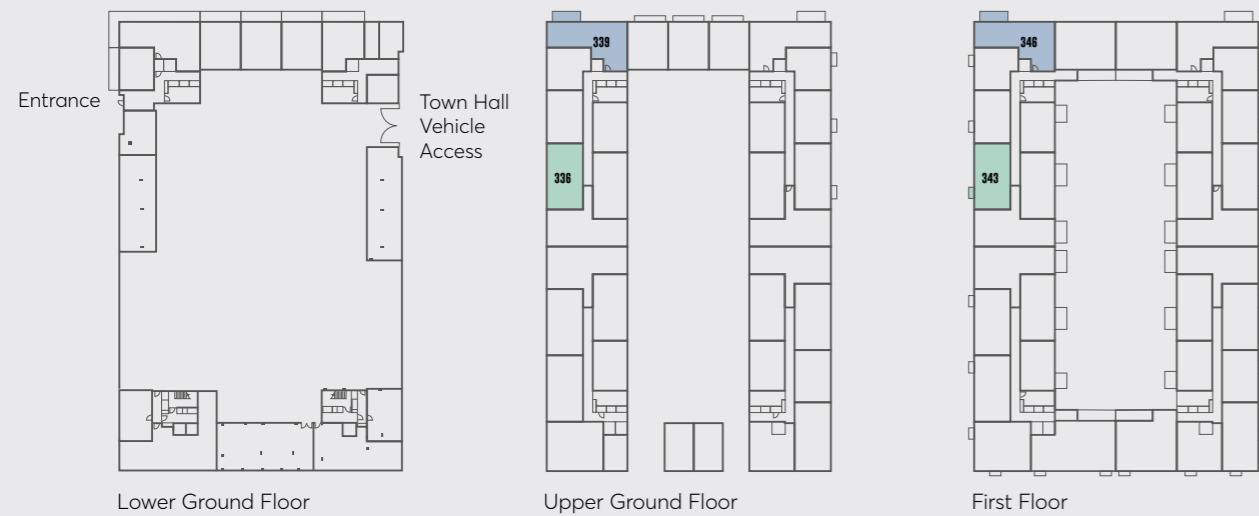 339
346
Entrance
Town Hall
Vehicle
Access
336
343
Lower Ground Floor
Upper Ground Floor
First Floor